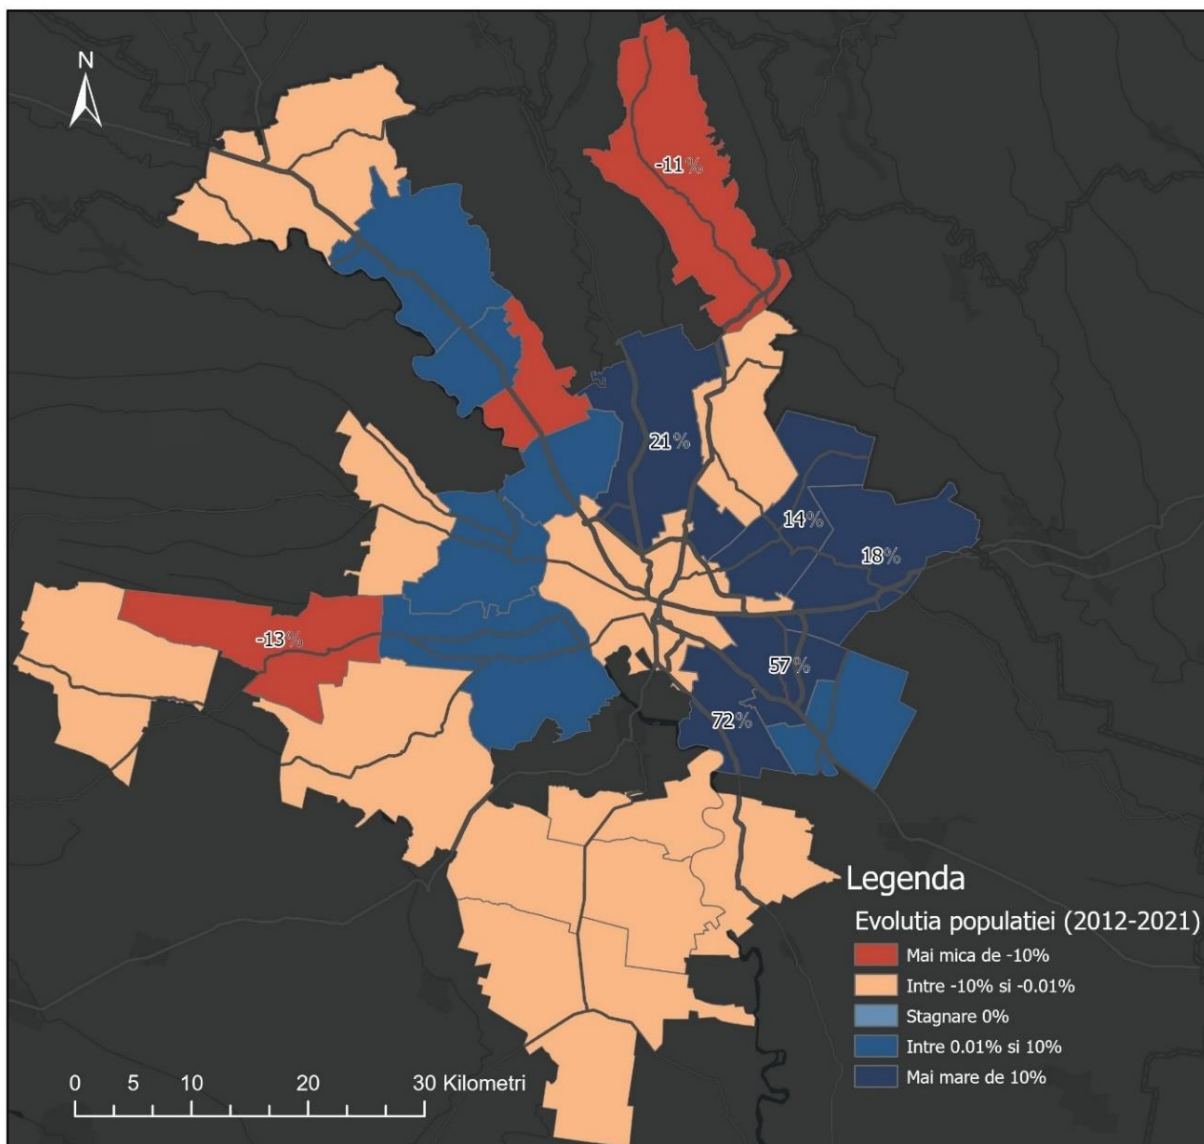 N
-11%
21%
14%
18%
-13%
57%
72%
Legenda
Evolutia populatiei (2012-2021)
Mai mica de -10%
Intre -10% si -0.01%
Stagnare 0%
Intre 0.01% si 10%
Mai mare de 10%
0 5 10 20 30 Kilometri